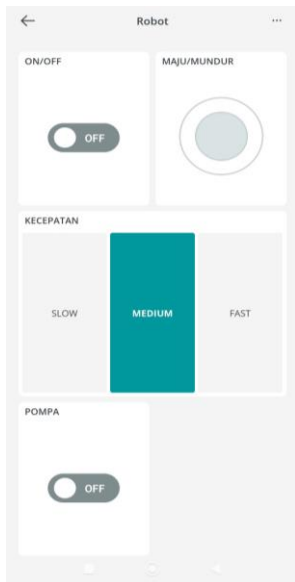 Robot
ON/OFF
MAJU/MUNDUR
OFF
KECEPATAN
SLOW
MEDIUM
FAST
POMPA
OFF